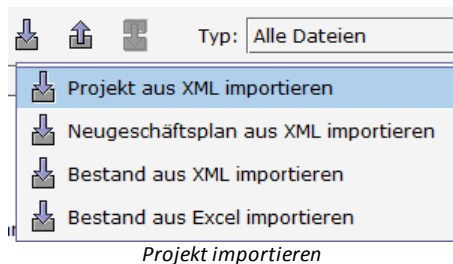 Typ: Alle Dateien
Projekt aus XML importieren
Neugeschäftsplan aus XML importieren
Bestand aus XML importieren
Bestand aus Excel importieren
Projekt importieren